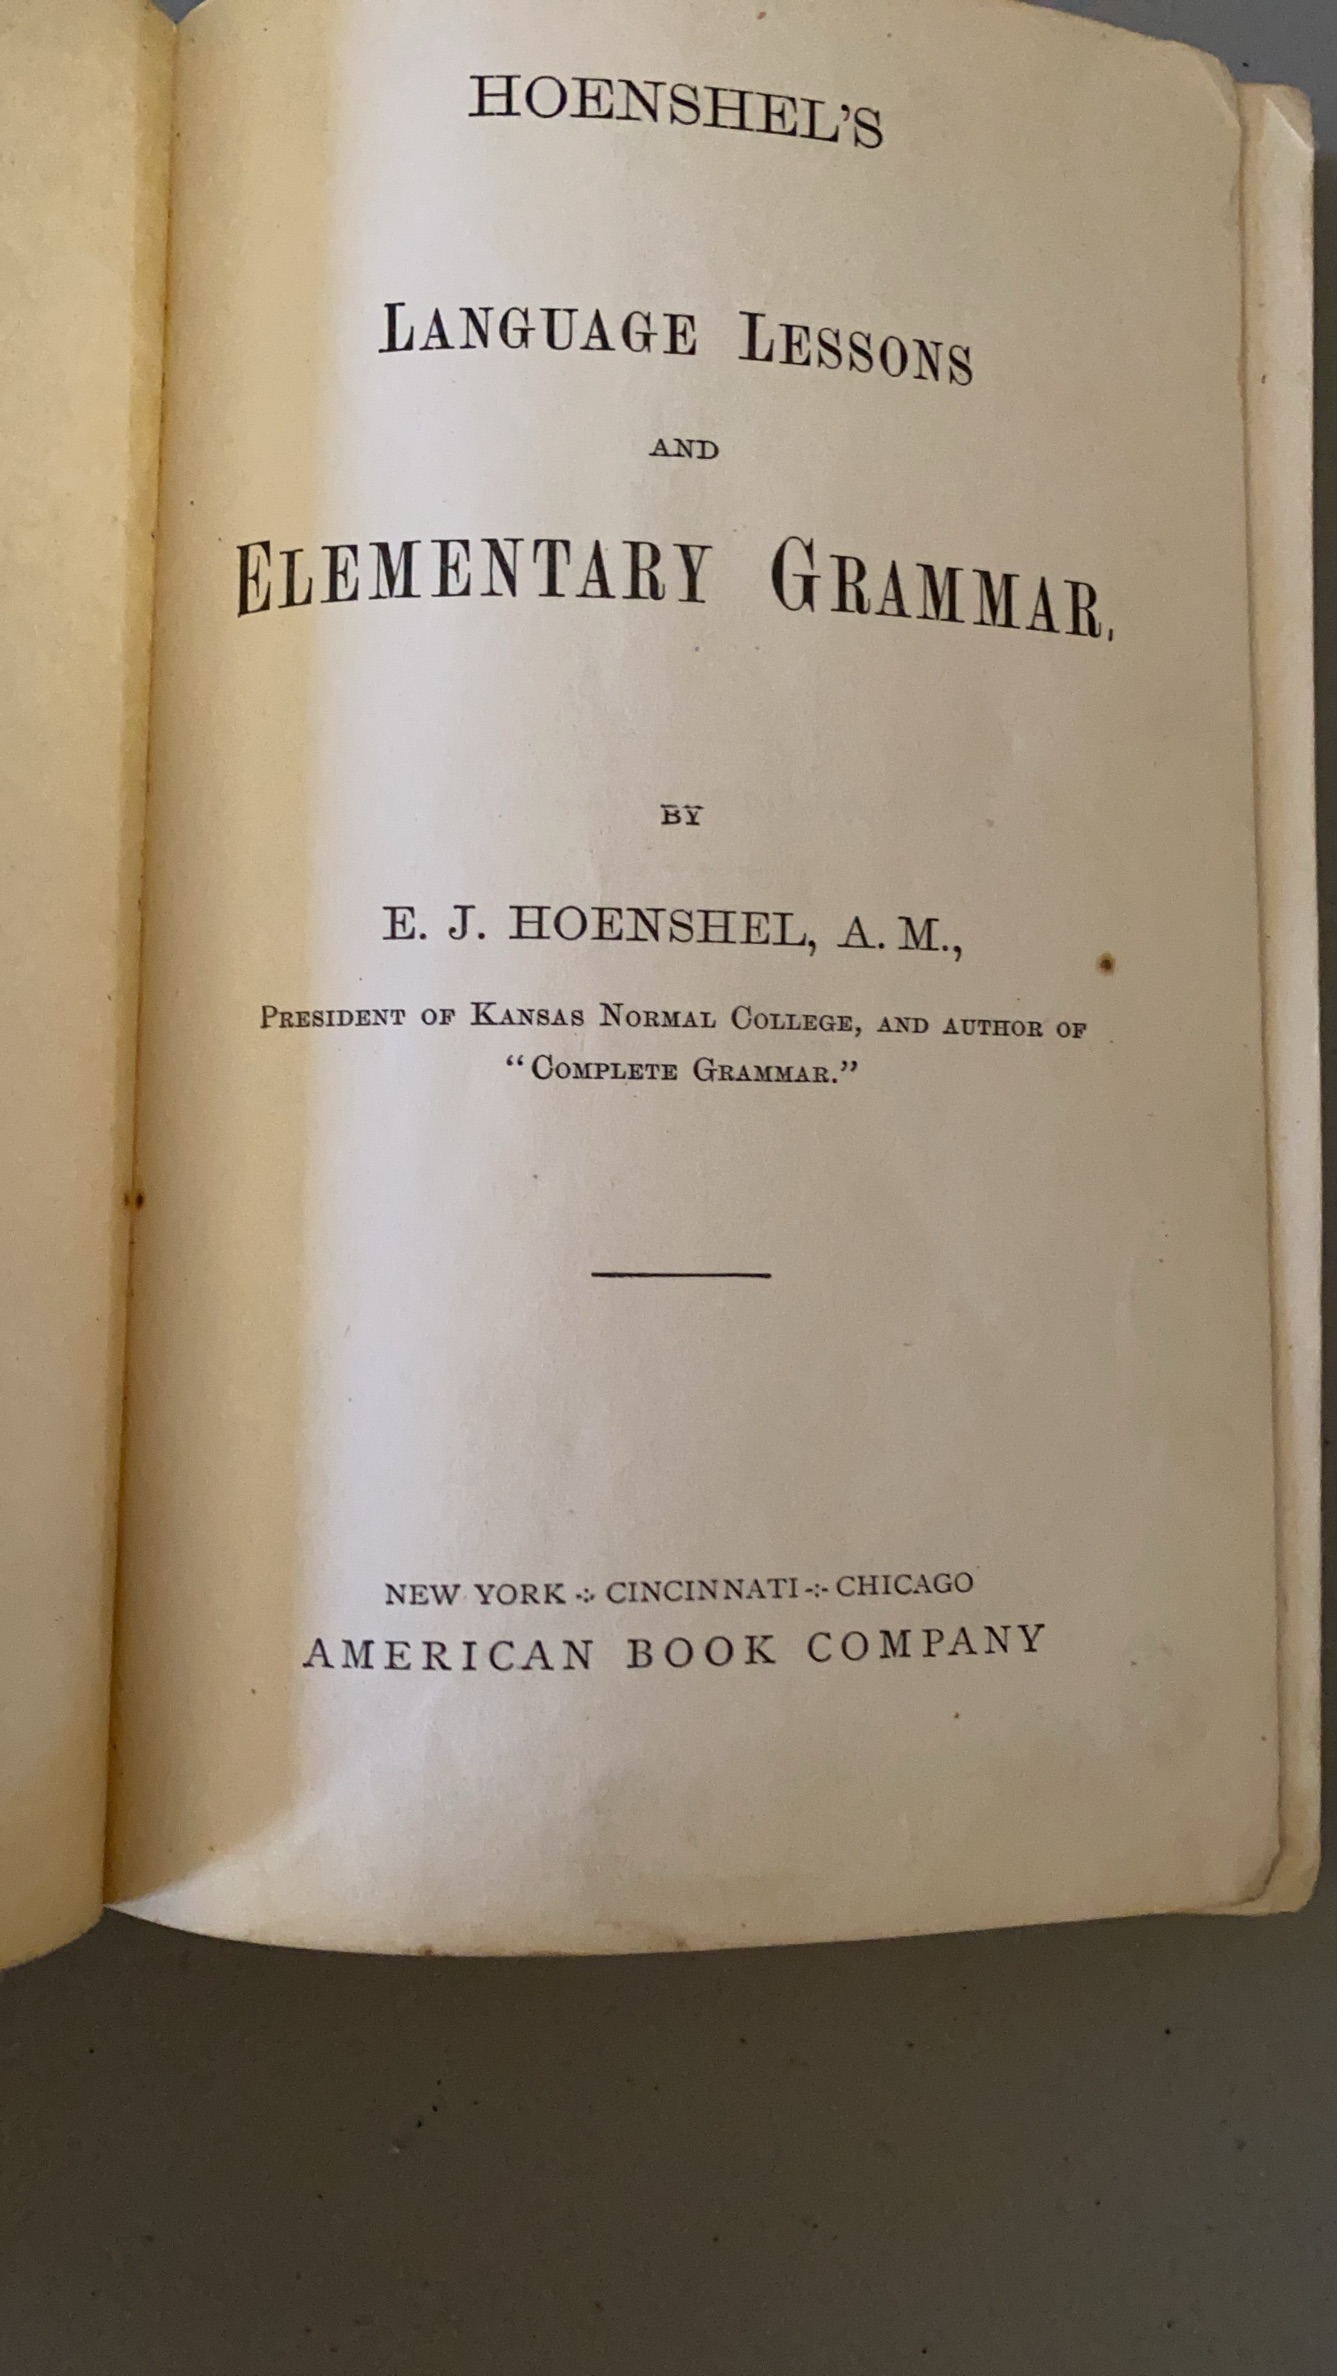 HOENSHEL'S
LANGUAGE LESSONS
AND
ELEMENTARY GRAMMAR.
BY
E. J. HOENSHEL, A. M.,
PRESIDENT OF KANSAS NORMAL COLLEGE, AND AUTHOR OF
“COMPLETE GRAMMAR.”
NEW YORK ·:· CINCINNATI ·:· CHICAGO
AMERICAN BOOK COMPANY